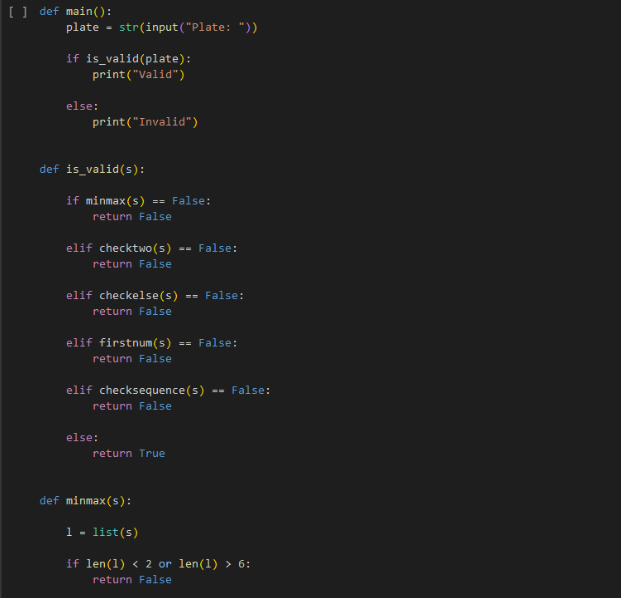 [ ] def main():
plate = str(input("Plate: "))
if is_valid(plate):
print("Valid")
else:
print("Invalid")
def is_valid(s):
if minmax(s) == False:
return False
elif checktwo(s) == False:
return False
elif checkelse(s) == False:
return False
elif firstnum(s) == False:
return False
elif checksequence(s) == False:
return False
else:
return True
def minmax(s):
l = list(s)
if len(l) < 2 or len(l) > 6:
return False